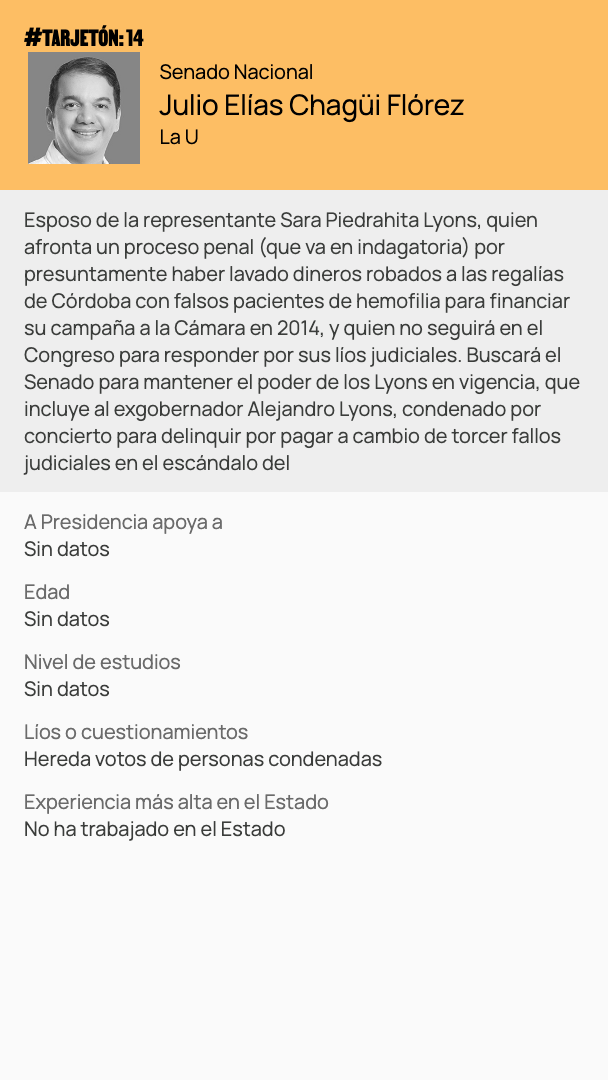 #TARJETÓN: 14
Senado Nacional
Julio Elías Chagüi Flórez
La U
Esposo de la representante Sara Piedrahita Lyons, quien
afronta un proceso penal (que va en indagatoria) por
presuntamente haber lavado dineros robados a las regalías
de Córdoba con falsos pacientes de hemofilia para financiar
su campaña a la Cámara en 2014, y quien no seguirá en el
Congreso para responder por sus líos judiciales. Buscará el
Senado para mantener el poder de los Lyons en vigencia, que
incluye al exgobernador Alejandro Lyons, condenado por
concierto para delinquir por pagar a cambio de torcer fallos
judiciales en el escándalo del
A Presidencia apoya a
Sin datos
Edad
Sin datos
Nivel de estudios
Sin datos
Líos o cuestionamientos
Hereda votos de personas condenadas
Experiencia más alta en el Estado
No ha trabajado en el Estado